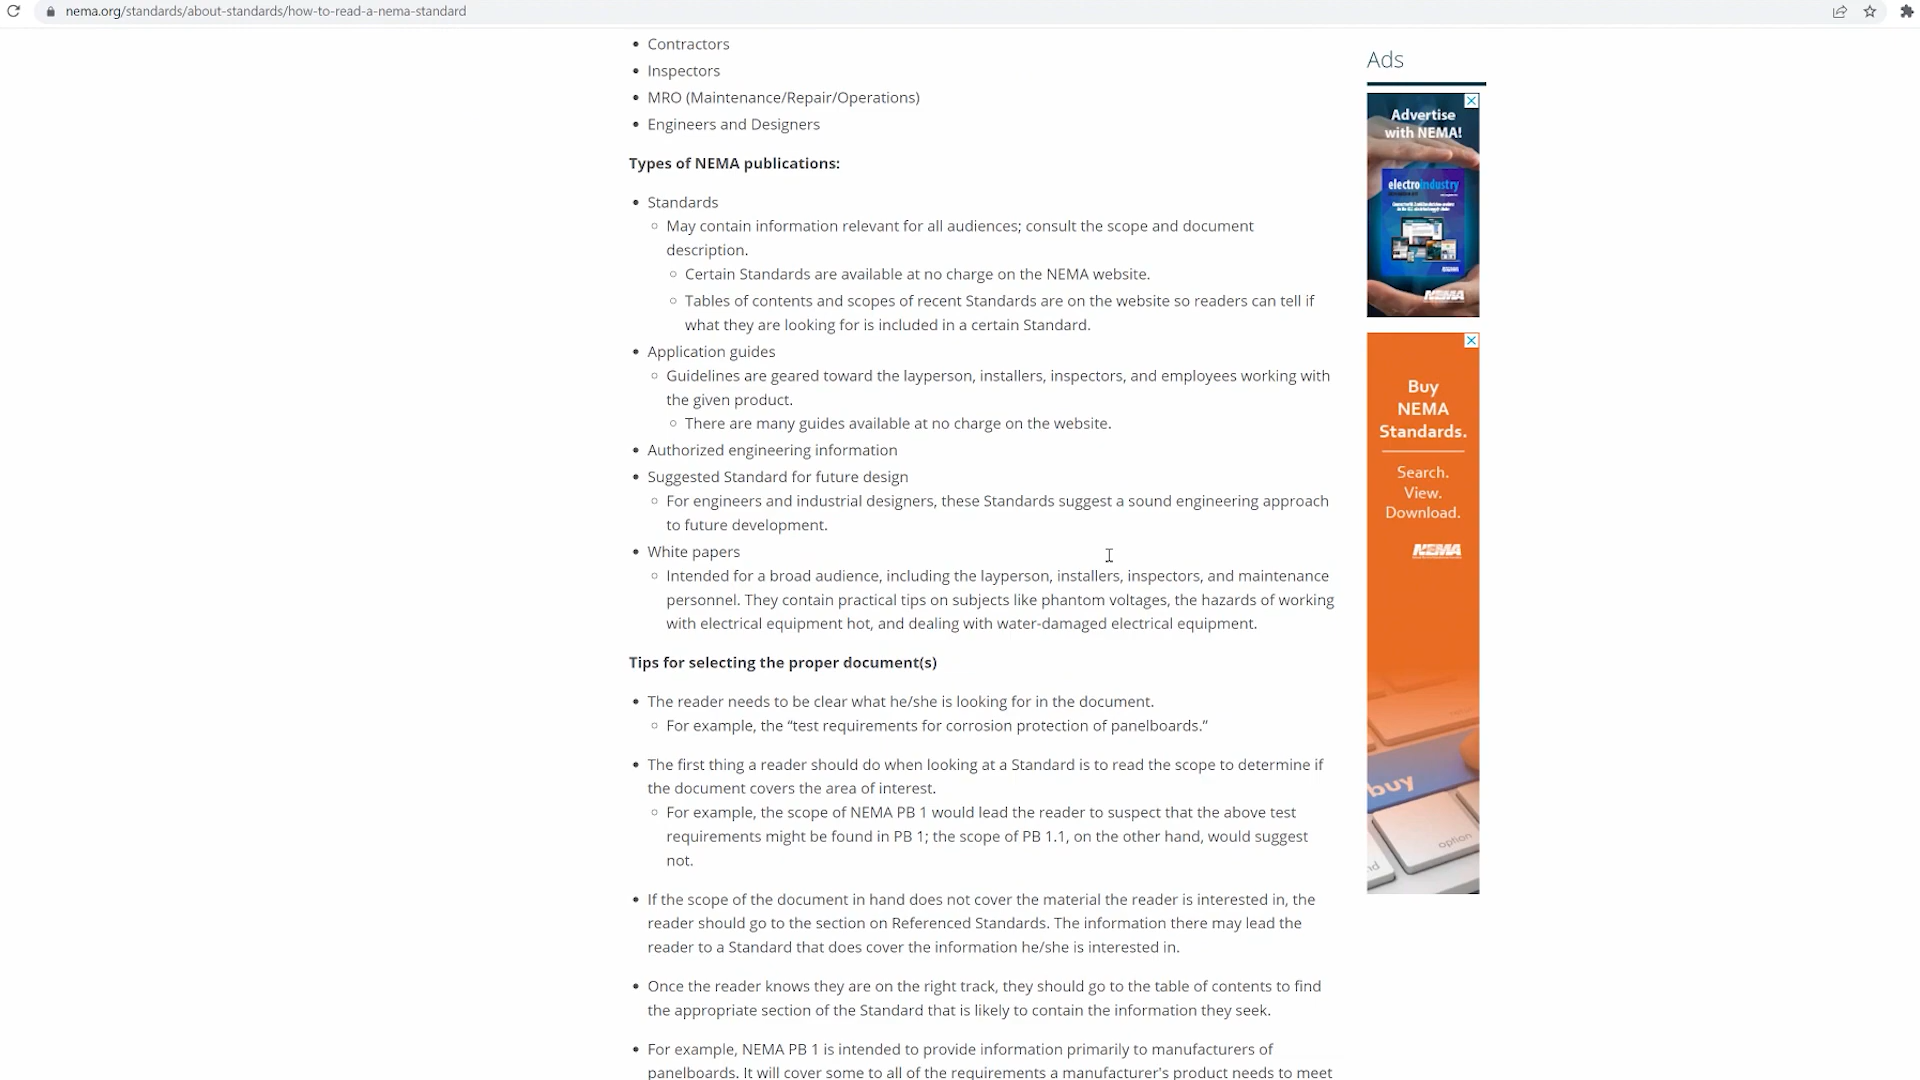 nema.org/standards/about-standards/how-to-read-a-nema-standard
Contractors
Inspectors
MRO (Maintenance/Repair/Operations)
Engineers and Designers
Types of NEMA publications:
Standards
May contain information relevant for all audiences; consult the scope and document
description.
Certain Standards are available at no charge on the NEMA website.
Tables of contents and scopes of recent Standards are on the website so readers can tell if
what they are looking for is included in a certain Standard.
Application guides
Guidelines are geared toward the layperson, installers, inspectors, and employees working with
the given product.
There are many guides available at no charge on the website.
Authorized engineering information
Suggested Standard for future design
For engineers and industrial designers, these Standards suggest a sound engineering approach
to future development.
White papers
Intended for a broad audience, including the layperson, installers, inspectors, and maintenance
personnel. They contain practical tips on subjects like phantom voltages, the hazards of working
with electrical equipment hot, and dealing with water-damaged electrical equipment.
Tips for selecting the proper document(s)
The reader needs to be clear what he/she is looking for in the document.
For example, the “test requirements for corrosion protection of panelboards.”
The first thing a reader should do when looking at a Standard is to read the scope to determine if
the document covers the area of interest.
For example, the scope of NEMA PB 1 would lead the reader to suspect that the above test
requirements might be found in PB 1; the scope of PB 1.1, on the other hand, would suggest
not.
If the scope of the document in hand does not cover the material the reader is interested in, the
reader should go to the section on Referenced Standards. The information there may lead the
reader to a Standard that does cover the information he/she is interested in.
Once the reader knows they are on the right track, they should go to the table of contents to find
the appropriate section of the Standard that is likely to contain the information they seek.
For example, NEMA PB 1 is intended to provide information primarily to manufacturers of
panelboards. It will cover some to all of the requirements a manufacturer's product needs to meet
Ads
Advertise
with NEMA!
electroindustry
NEMA
Buy
NEMA
Standards.
Search.
View.
Download.
NEMA
buy
option